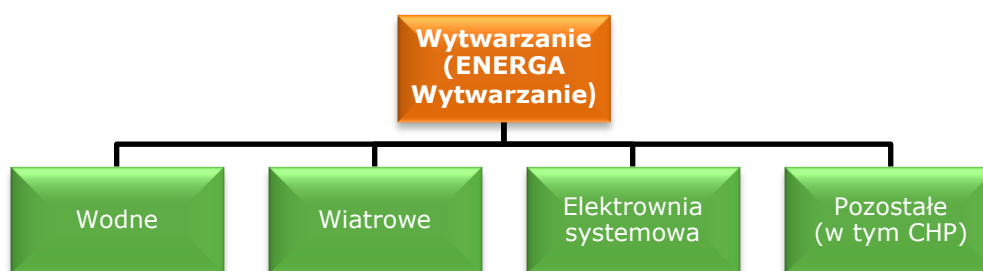 Wytwarzanie
(ENERGA
Wytwarzanie)
Wodne
Wiatrowe
Elektrownia
systemowa
Pozostałe
(w tym CHP)